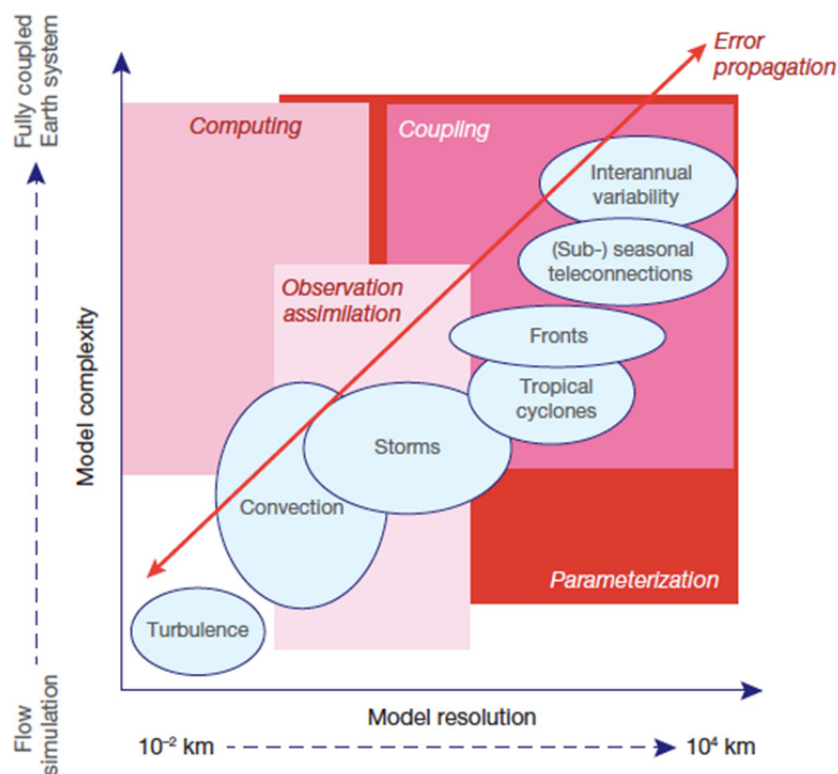 Error
propagation
Fully coupled
Earth system
Computing
Coupling
Interannual
variability
(Sub-) seasonal
teleconnections
Observation
assimilation
Fronts
Tropical
cyclones
Model complexity
Storms
Convection
Parameterization
Turbulence
Flow
simulation
Model resolution
10⁻² km
10⁴ km